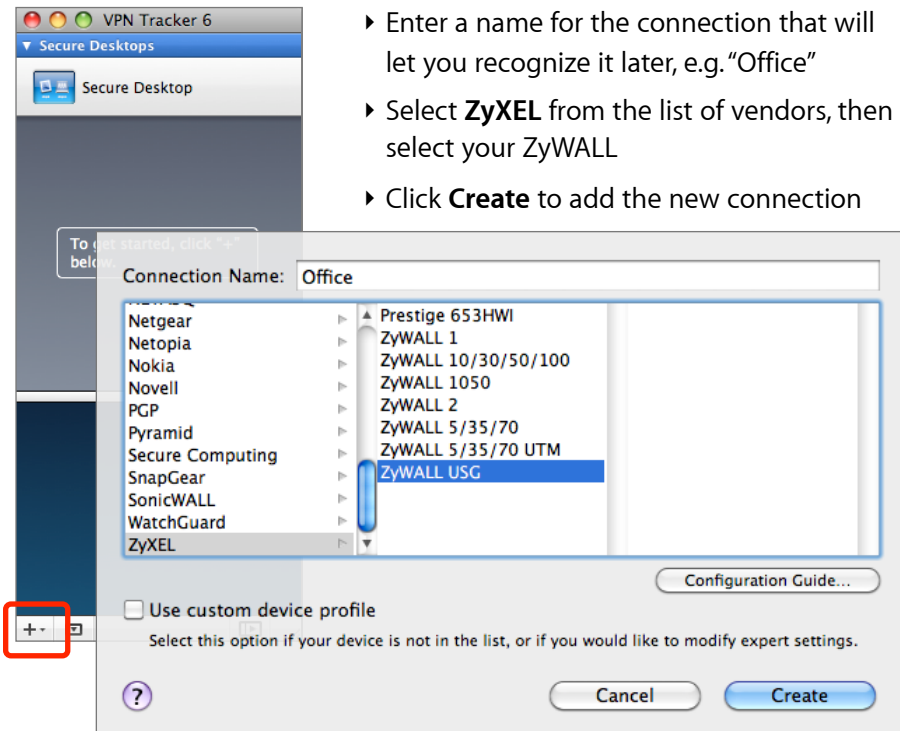 VPN Tracker 6
Secure Desktops
Secure Desktop
‣ Enter a name for the connection that will
let you recognize it later, e.g. “Office”
‣ Select ZyXEL from the list of vendors, then
select your ZyWALL
‣ Click Create to add the new connection
To get started, click "+"
below.
Connection Name: Office
Netgear
Netopia
Nokia
Novell
PGP
Pyramid
Secure Computing
SnapGear
SonicWALL
WatchGuard
ZyXEL
Prestige 653HWI
ZyWALL 1
ZyWALL 10/30/50/100
ZyWALL 1050
ZyWALL 2
ZyWALL 5/35/70
ZyWALL 5/35/70 UTM
ZyWALL USG
Configuration Guide...
Use custom device profile
Select this option if your device is not in the list, or if you would like to modify expert settings.
+
?
Cancel
Create